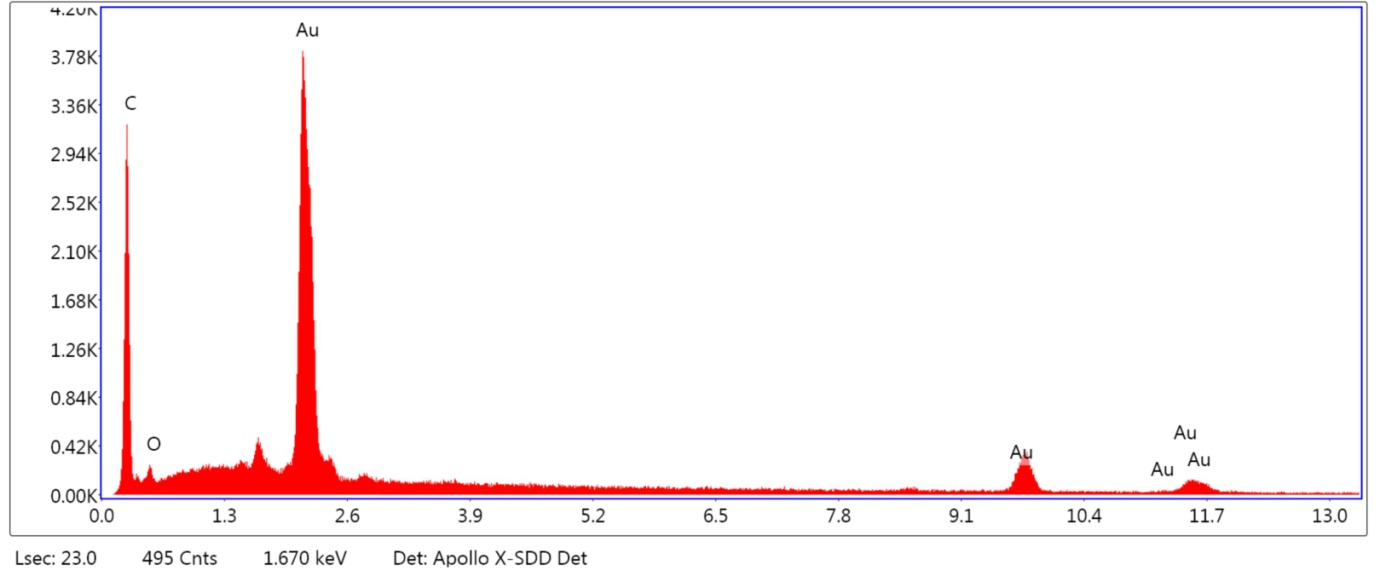 4.20K
Au
3.78K
C
3.36K
2.94K
2.52K
2.10K
1.68K
1.26K
0.84K
Au
O
0.42K
Au
Au
Au
0.00K
0.0 1.3 2.6 3.9 5.2 6.5 7.8 9.1 10.4 11.7 13.0
Lsec: 23.0 495 Cnts 1.670 keV Det: Apollo X-SDD Det